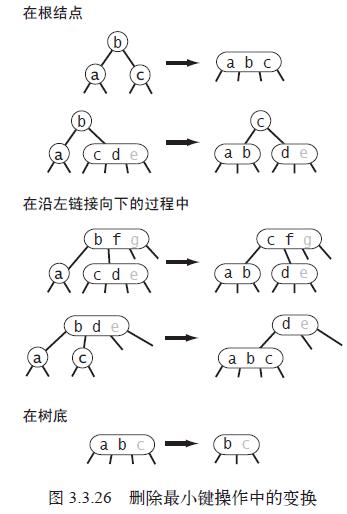 在根结点
b
a c
a b c
b
a c d e
c
a b d e
在沿左链接向下的过程中
b f g
a c d e
c f g
a b d e
b d e
a c
d e
a b c
在树底
a b c
b c
图 3.3.26 删除最小键操作中的变换